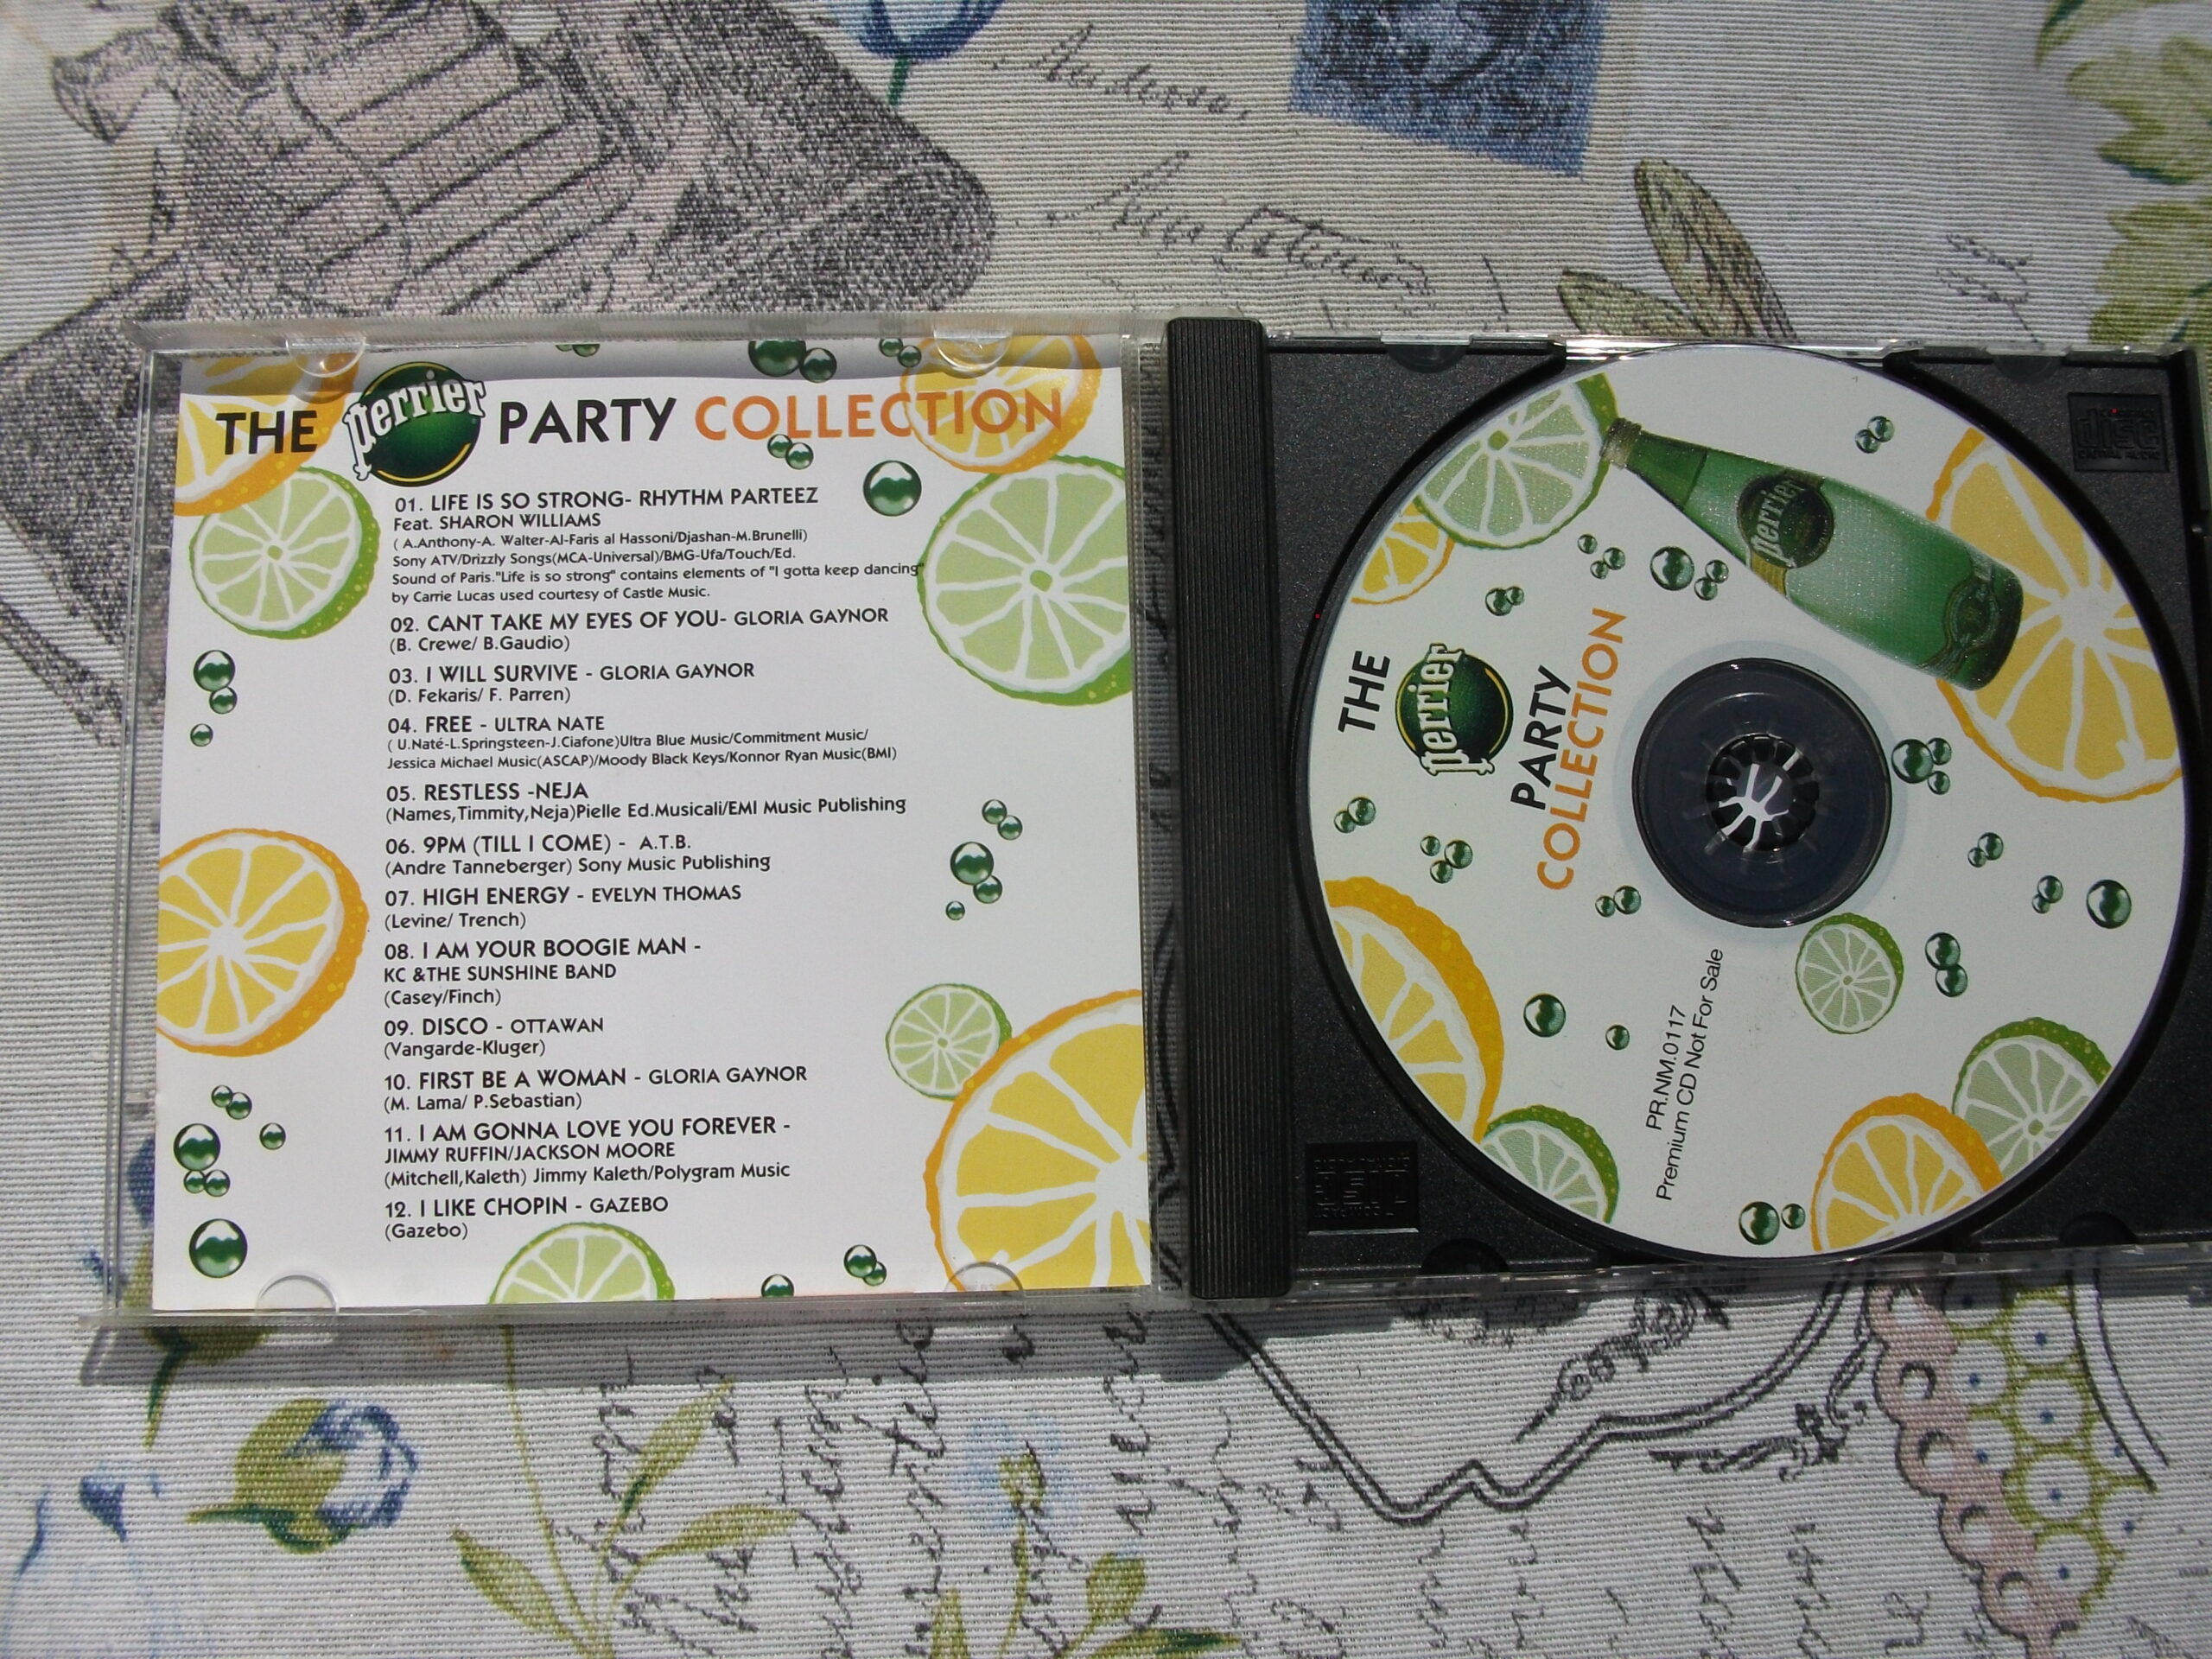 THE perrier PARTY COLLECTION
01. LIFE IS SO STRONG- RHYTHM PARTEEZ
Feat. SHARON WILLIAMS
( A.Anthony-A. Walter-Al-Faris al Hassoni/Djashan-M.Brunelli)
Sony ATV/Drizzly Songs(MCA-Universal)/BMG-Ufa/Touch/Ed.
Sound of Paris."Life is so strong" contains elements of "I gotta keep dancing"
by Carrie Lucas used courtesy of Castle Music.
02. CANT TAKE MY EYES OF YOU- GLORIA GAYNOR
(B. Crewe/ B.Gaudio)
03. I WILL SURVIVE - GLORIA GAYNOR
(D. Fekaris/ F. Parren)
04. FREE - ULTRA NATE
( U.Naté-L.Springsteen-J.Ciafone)Ultra Blue Music/Commitment Music/
Jessica Michael Music(ASCAP)/Moody Black Keys/Konnor Ryan Music(BMI)
05. RESTLESS -NEJA
(Names,Timmity,Neja)Pielle Ed.Musicali/EMI Music Publishing
06. 9PM (TILL I COME) - A.T.B.
(Andre Tanneberger) Sony Music Publishing
07. HIGH ENERGY - EVELYN THOMAS
(Levine/ Trench)
08. I AM YOUR BOOGIE MAN -
KC &THE SUNSHINE BAND
(Casey/Finch)
09. DISCO - OTTAWAN
(Vangarde-Kluger)
10. FIRST BE A WOMAN - GLORIA GAYNOR
(M. Lama/ P.Sebastian)
11. I AM GONNA LOVE YOU FOREVER -
JIMMY RUFFIN/JACKSON MOORE
(Mitchell,Kaleth) Jimmy Kaleth/Polygram Music
12. I LIKE CHOPIN - GAZEBO
(Gazebo)
THE
perrier
PARTY
COLLECTION
perrier
PR.NM.0117
Premium CD Not For Sale
COMPACT
disc
DIGITAL AUDIO